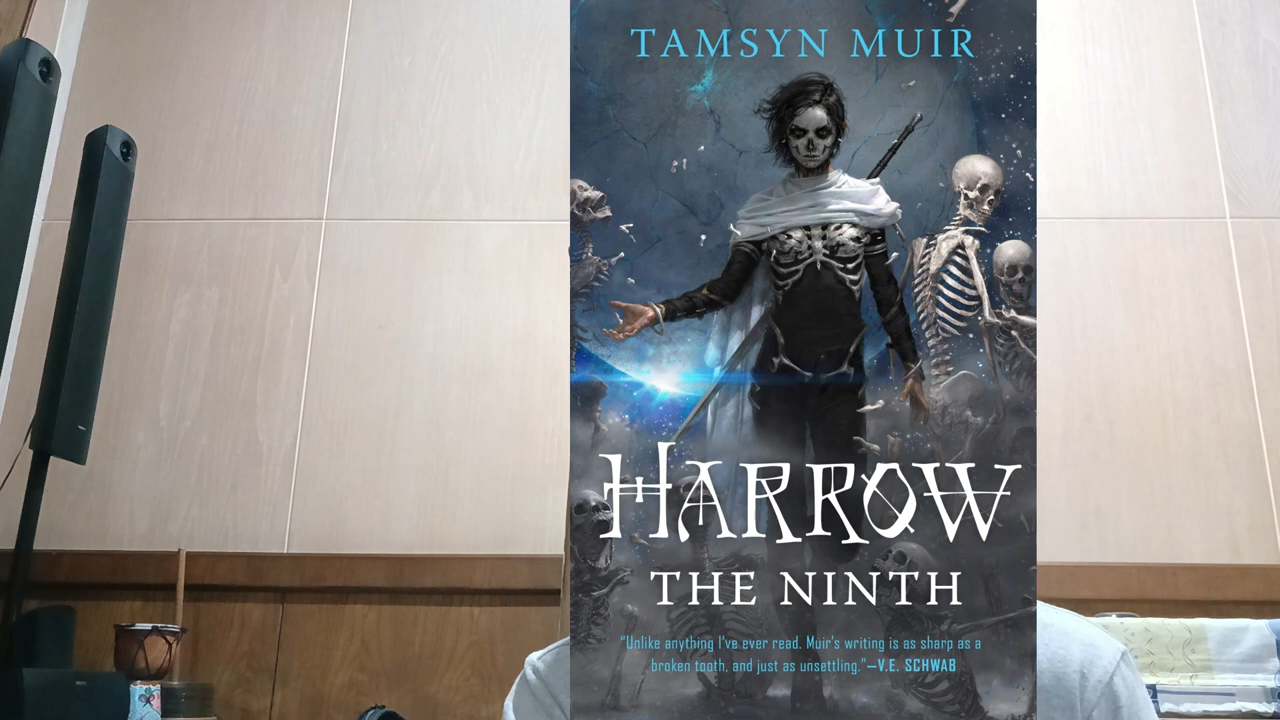 TAMSYN MUIR
HARROW
THE NINTH
"Unlike anything I've ever read. Muir's writing is as sharp as a
broken tooth, and just as unsettling."—V.E. SCHWAB